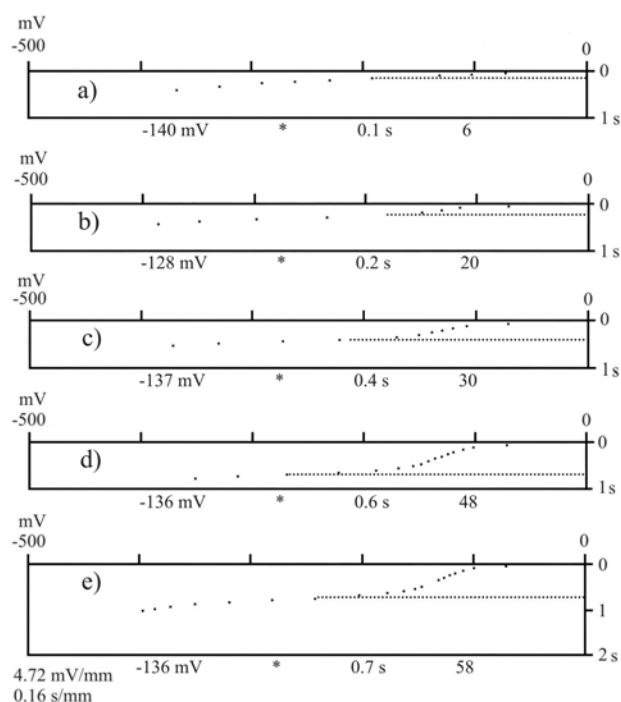 mV
-500 0
a) 0
1 s
-140 mV * 0.1 s 6
mV
-500 0
b) 0
1 s
-128 mV * 0.2 s 20
mV
-500 0
c) 0
1 s
-137 mV * 0.4 s 30
mV
-500 0
d) 0
1 s
-136 mV * 0.6 s 48
mV
-500 0
e) 0
1
2 s
-136 mV * 0.7 s 58
4.72 mV/mm
0.16 s/mm